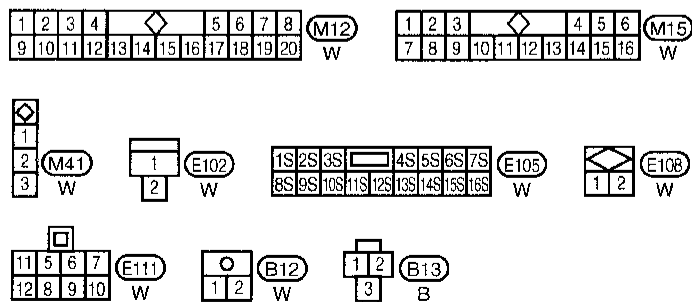 1 2 3 4 5 6 7 8 M12
9 10 11 12 13 14 15 16 17 18 19 20 W
1 2 3 4 5 6 M15
7 8 9 10 11 12 13 14 15 16 W
1
2 M41
3 W
1 E102
2 W
1S 2S 3S 4S 5S 6S 7S E105
8S 9S 10S 11S 12S 13S 14S 15S 16S W
E108
1 2 W
11 5 6 7 E111
12 8 9 10 W
B12
1 2 W
1 2 B13
3 B